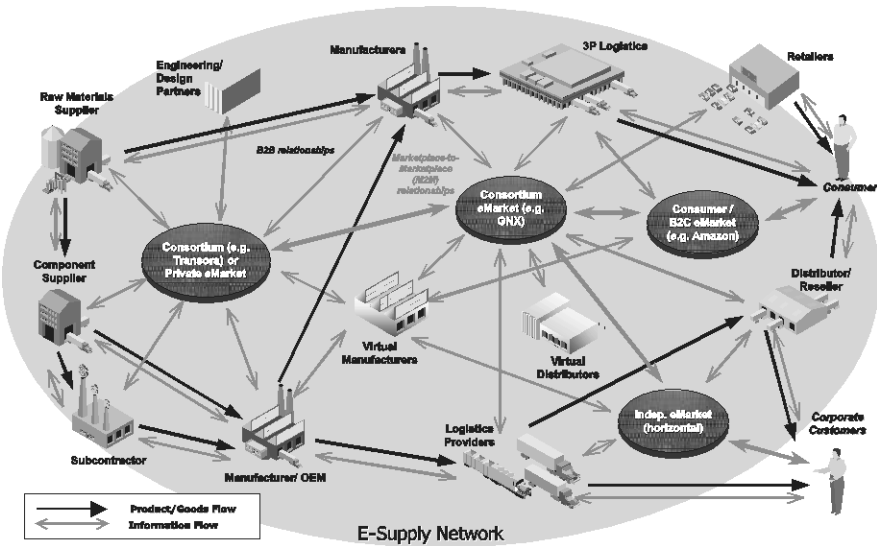 Manufacturers
3P Logistics
Retailers
Engineering/
Design
Partners
Raw Materials
Supplier
B2B relationships
Marketplace-to-
Marketplace
(M2M)
relationships
Consumer
Consortium
eMarket (e.g.
GNX)
Consumer /
B2C eMarket
(e.g. Amazon)
Consortium (e.g.
Transora) or
Private eMarket
Component
Supplier
Distributor/
Reseller
Virtual
Manufacturers
Virtual
Distributors
Indep. eMarket
(horizontal)
Corporate
Customers
Logistics
Providers
Subcontractor
Manufacturer/ OEM
Product/Goods Flow
Information Flow
E-Supply Network